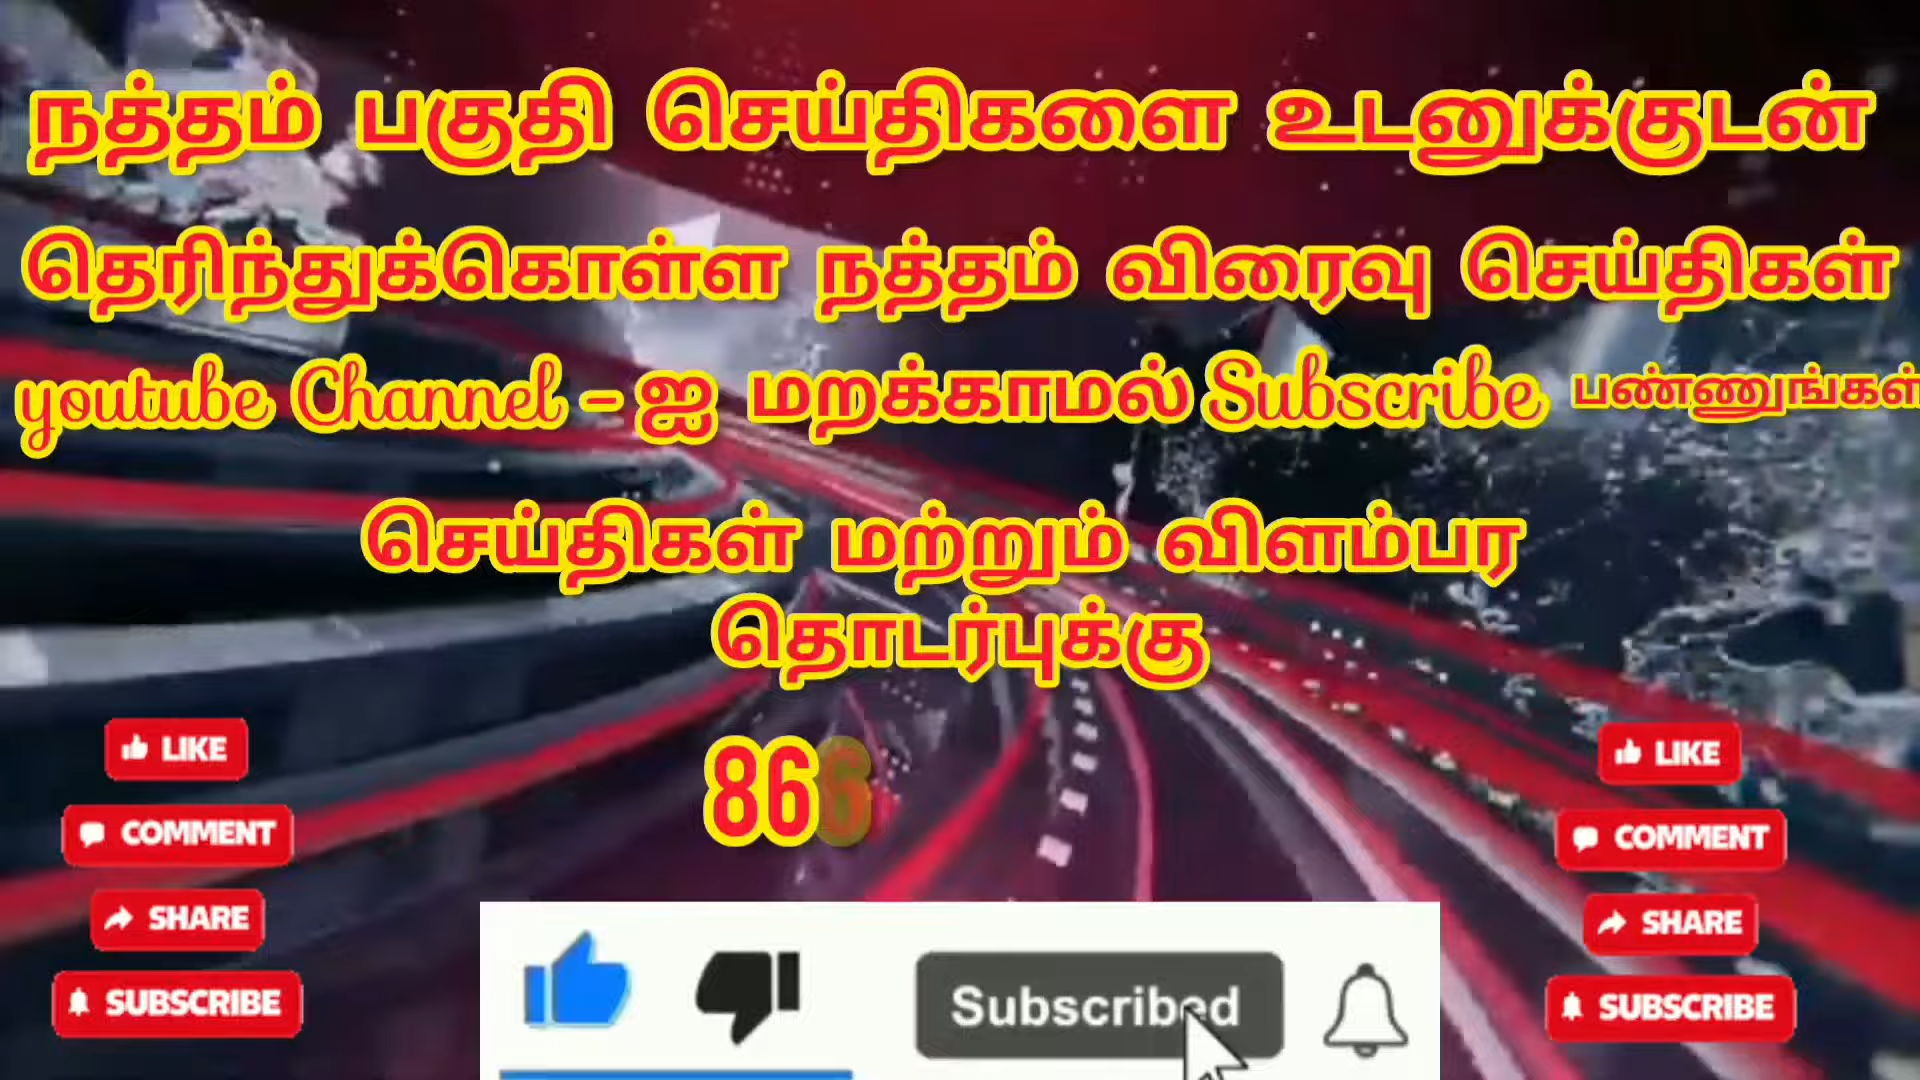 நத்தம் பகுதி செய்திகளை உடனுக்குடன்
தெரிந்துக்கொள்ள நத்தம் விரைவு செய்திகள்
youtube Channel - ஐ மறக்காமல் Subscribe பண்ணுங்கள்
செய்திகள் மற்றும் விளம்பர
தொடர்புக்கு
866
LIKE
COMMENT
SHARE
SUBSCRIBE
Subscribed
LIKE
COMMENT
SHARE
SUBSCRIBE